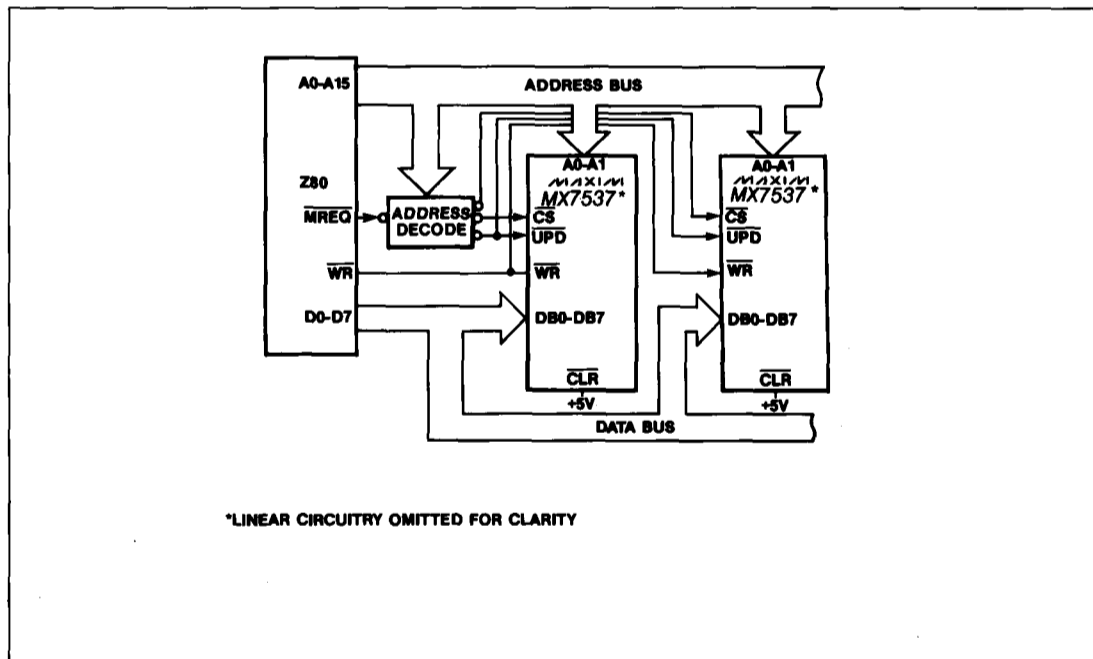 A0-A15
ADDRESS BUS
Z80
MREQ
ADDRESS
DECODE
WR
D0-D7
A0-A1
MAXIM
MX7537*
CS
UPD
WR
DB0-DB7
CLR
+5V
A0-A1
MAXIM
MX7537*
CS
UPD
WR
DB0-DB7
CLR
+5V
DATA BUS
*LINEAR CIRCUITRY OMITTED FOR CLARITY